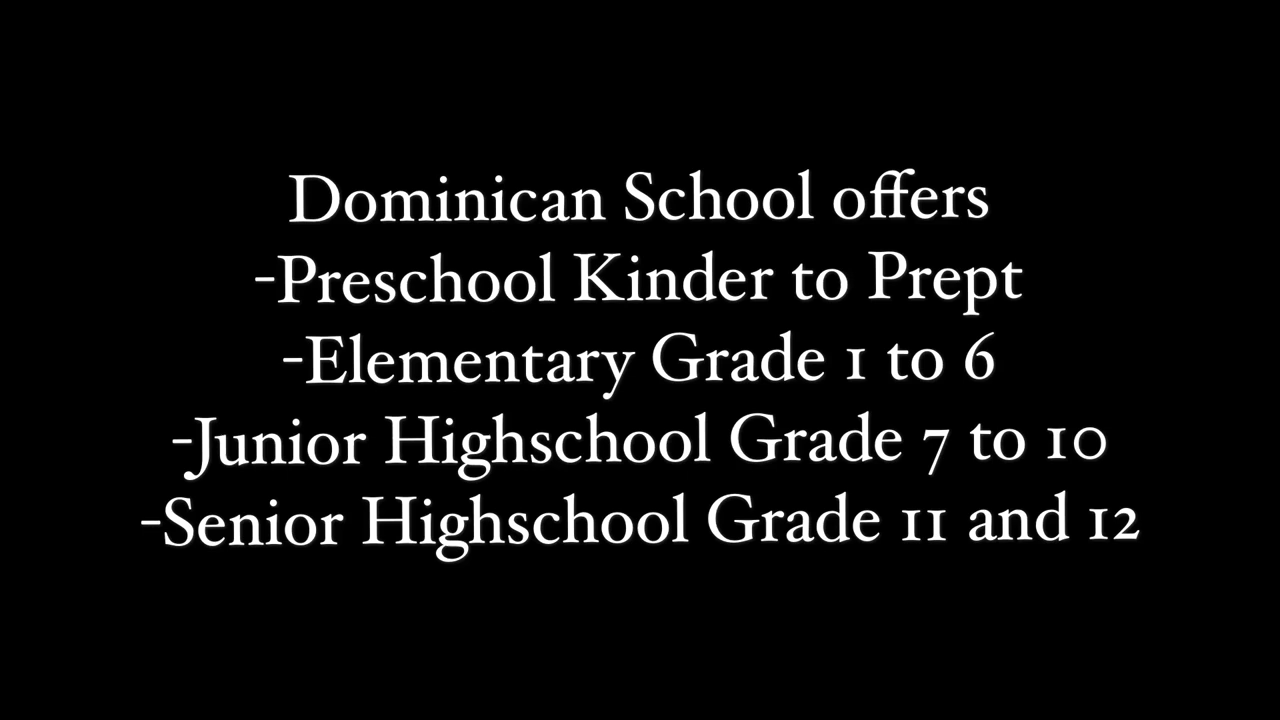 Dominican School offers
-Preschool Kinder to Prept
-Elementary Grade 1 to 6
-Junior Highschool Grade 7 to 10
-Senior Highschool Grade 11 and 12